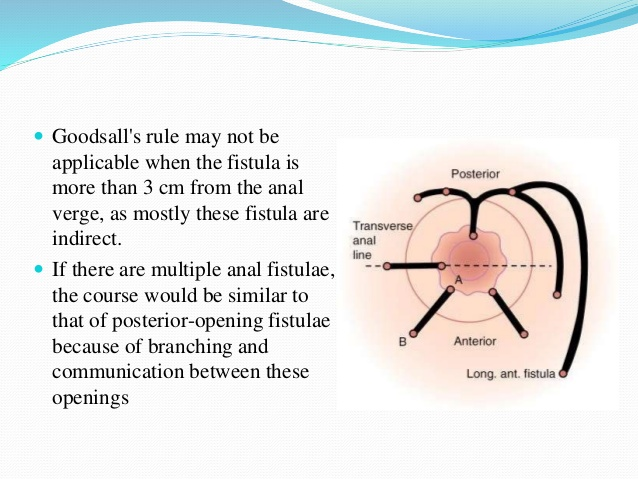 Goodsall's rule may not be
applicable when the fistula is
more than 3 cm from the anal
verge, as mostly these fistula are
indirect.
If there are multiple anal fistulae,
the course would be similar to
that of posterior-opening fistulae
because of branching and
communication between these
openings
Posterior
Transverse
anal
line
A
B
Anterior
Long. ant. fistula